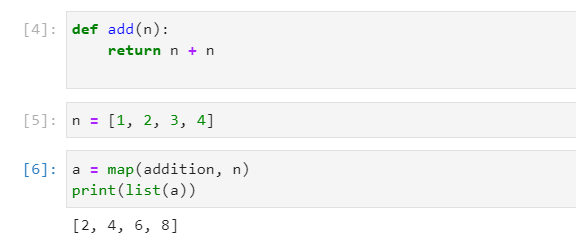 [4]: def add(n):
    return n + n
[5]: n = [1, 2, 3, 4]
[6]: a = map(addition, n)
print(list(a))
[2, 4, 6, 8]